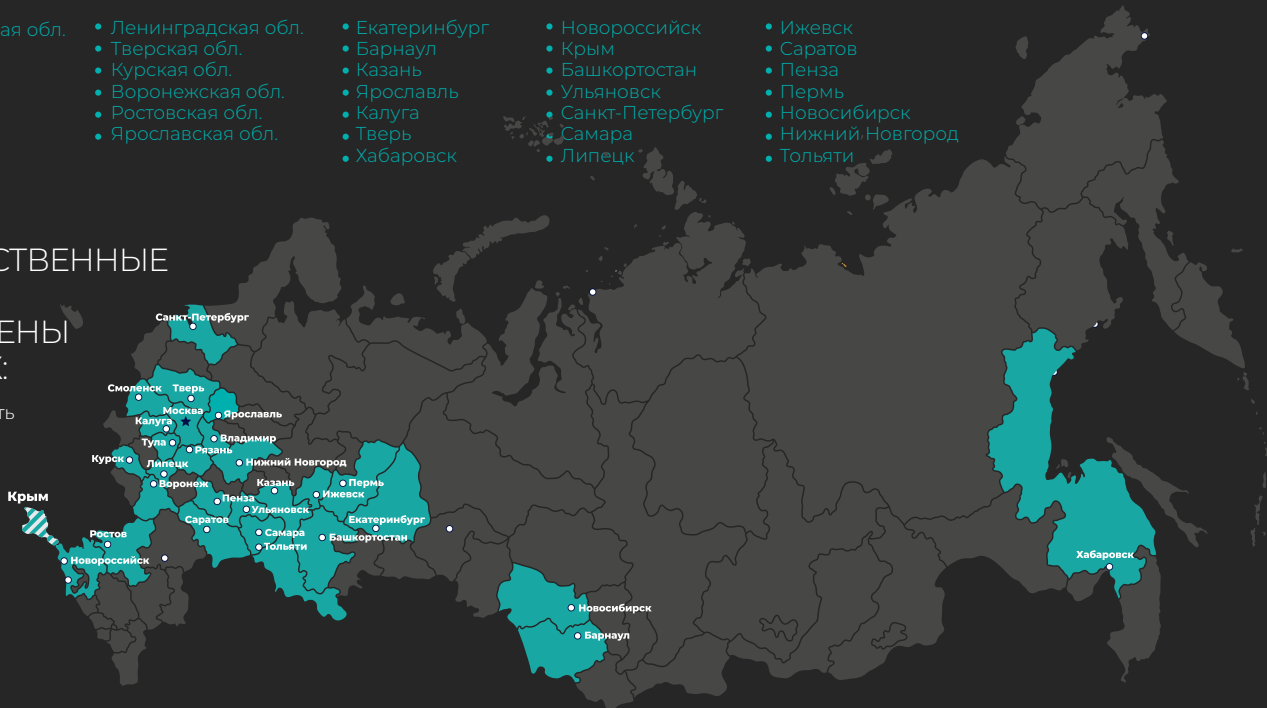 ая обл.
Ленинградская обл.
Тверская обл.
Курская обл.
Воронежская обл.
Ростовская обл.
Ярославская обл.
Екатеринбург
Барнаул
Казань
Ярославль
Калуга
Тверь
Хабаровск
Новороссийск
Крым
Башкортостан
Ульяновск
Санкт-Петербург
Самара
Липецк
Ижевск
Саратов
Пенза
Пермь
Новосибирск
Нижний Новгород
Тольяти
СТВЕННЫЕ
ЕНЫ
:
ть
Санкт-Петербург
Смоленск
Тверь
Москва
Ярославль
Калуга
Владимир
Тула
Рязань
Курск
Липецк
Нижний Новгород
Воронеж
Казань
Пермь
Ижевск
Пенза
Ульяновск
Крым
Саратов
Екатеринбург
Самара
Башкортостан
Ростов
Тольяти
Новороссийск
Хабаровск
Новосибирск
Барнаул